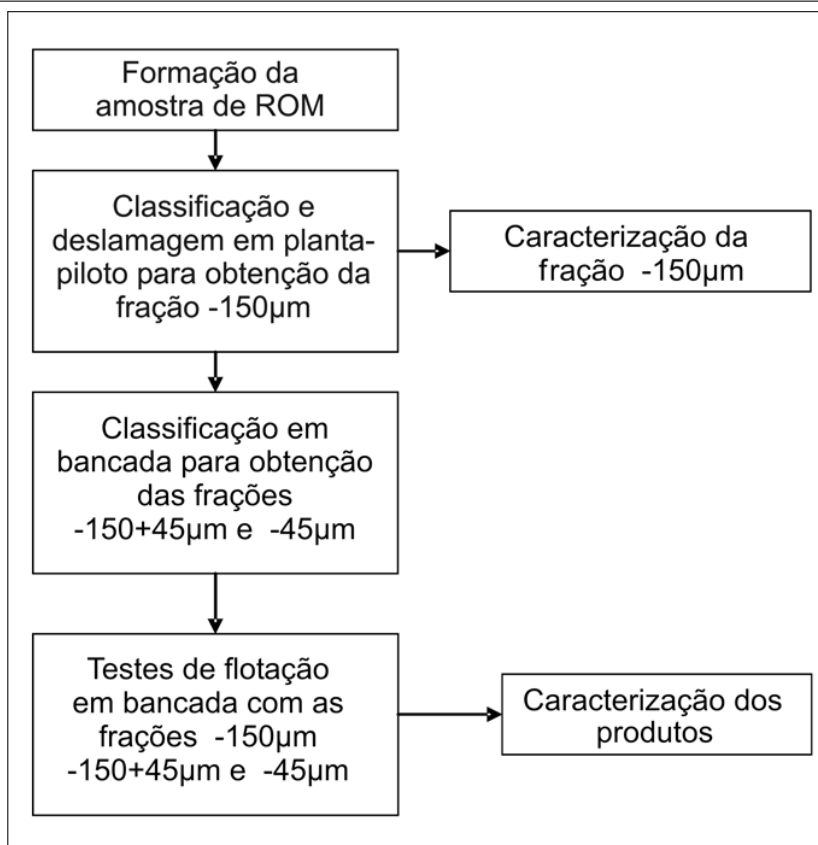 Formação da
amostra de ROM
Classificação e
deslamagem em planta-
piloto para obtenção da
fração -150µm
Caracterização da
fração -150µm
Classificação em
bancada para obtenção
das frações
-150+45µm e -45µm
Testes de flotação
em bancada com as
frações -150µm
-150+45µm e -45µm
Caracterização dos
produtos